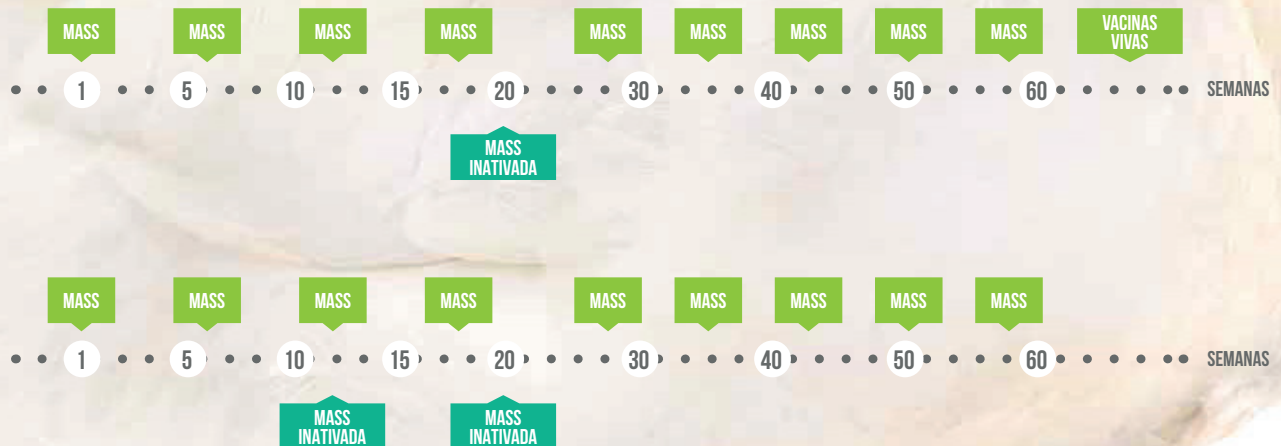 MASS MASS MASS MASS MASS MASS MASS MASS MASS VACINAS
VIVAS
1 5 10 15 20 30 40 50 60 SEMANAS
MASS
INATIVADA
MASS MASS MASS MASS MASS MASS MASS MASS MASS
1 5 10 15 20 30 40 50 60 SEMANAS
MASS MASS
INATIVADA INATIVADA